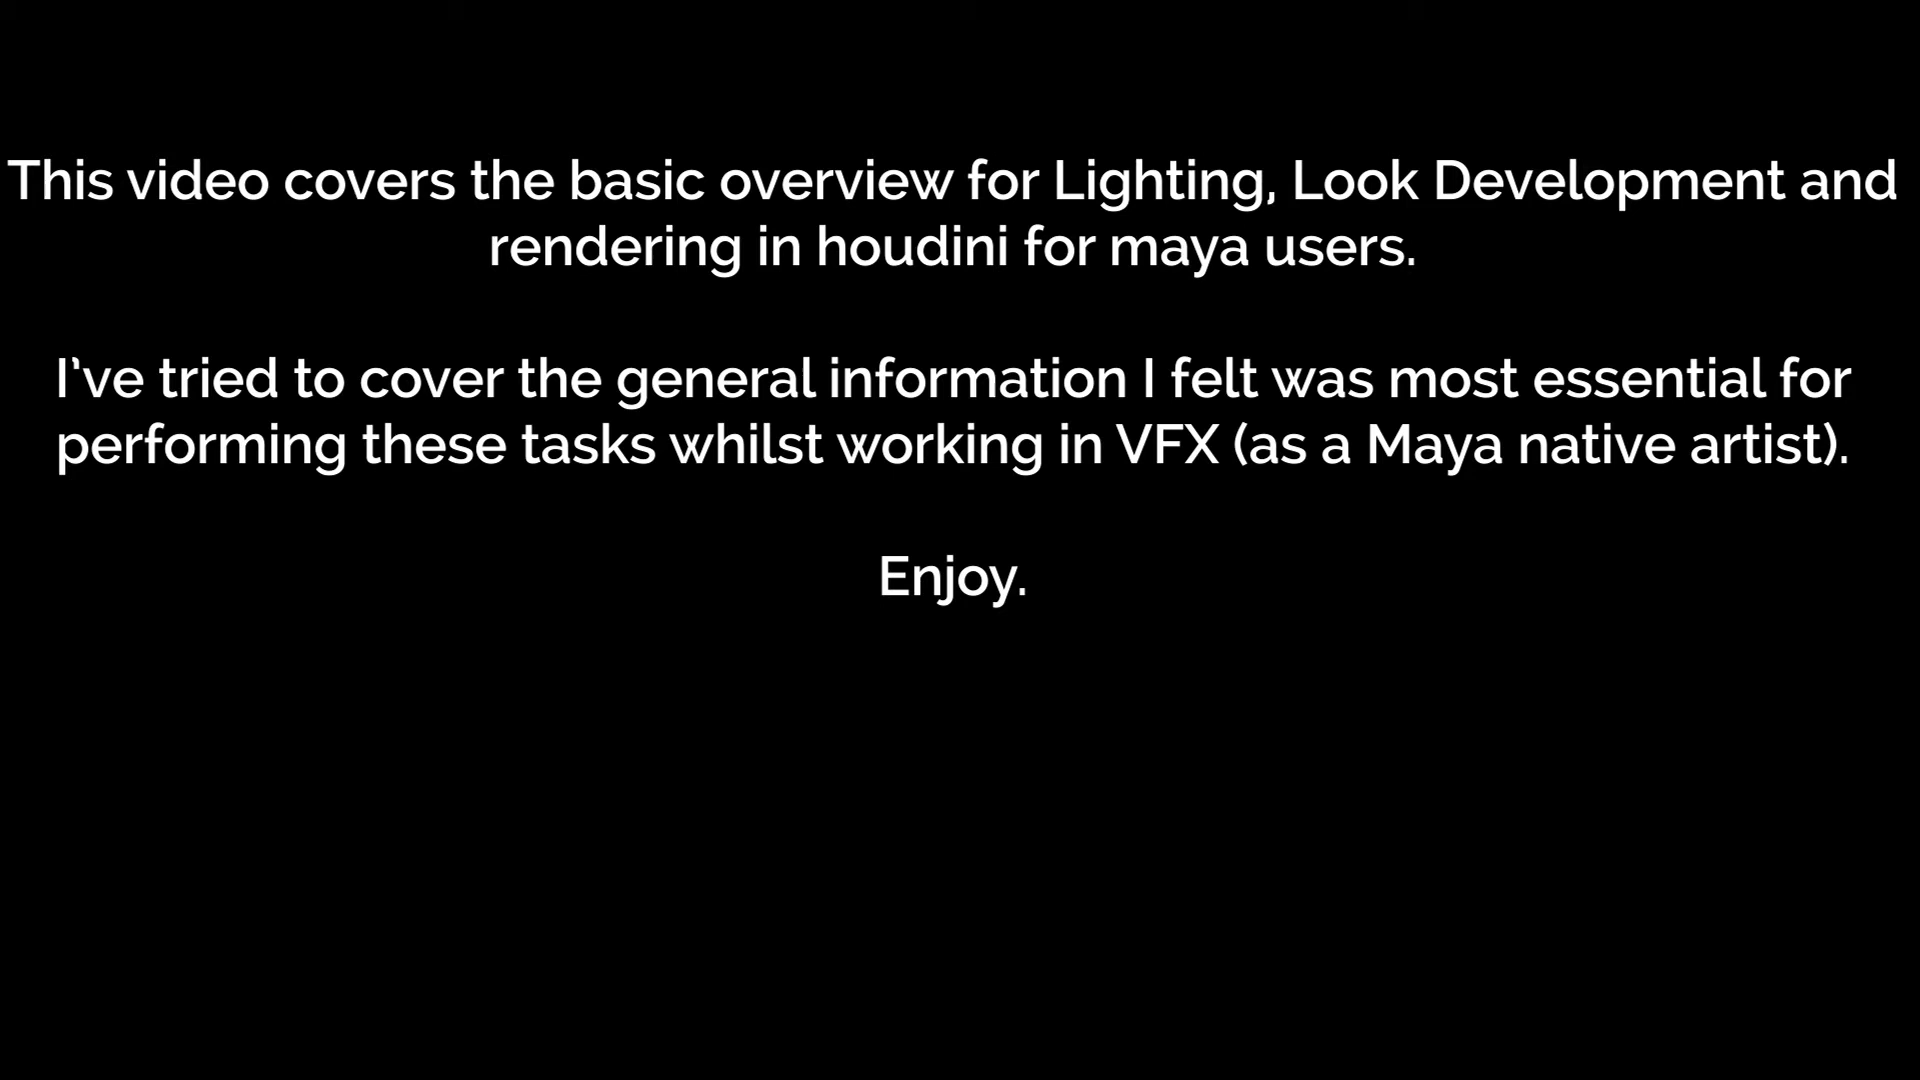 This video covers the basic overview for Lighting, Look Development and
rendering in houdini for maya users.
I've tried to cover the general information I felt was most essential for
performing these tasks whilst working in VFX (as a Maya native artist).
Enjoy.